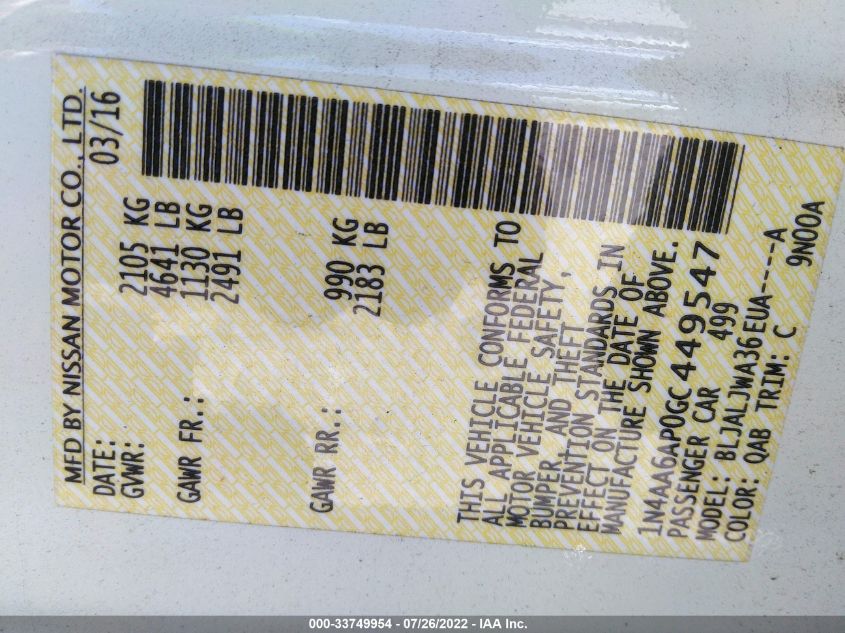 MFD BY NISSAN MOTOR CO., LTD.
DATE: 03/16
GVWR: 2105 KG
4641 LB
GAWR FR.: 1130 KG
2491 LB
GAWR RR.: 990 KG
2183 LB
THIS VEHICLE CONFORMS TO
ALL APPLICABLE FEDERAL
MOTOR VEHICLE SAFETY,
BUMPER, AND THEFT
PREVENTION STANDARDS IN
EFFECT ON THE DATE OF
MANUFACTURE SHOWN ABOVE.
1N4AA6AP0GC449547
PASSENGER CAR 499
MODEL: BLJALJWA36EUA-----A
COLOR: QAB TRIM: C 9N00A
000-33749954 - 07/26/2022 - IAA Inc.